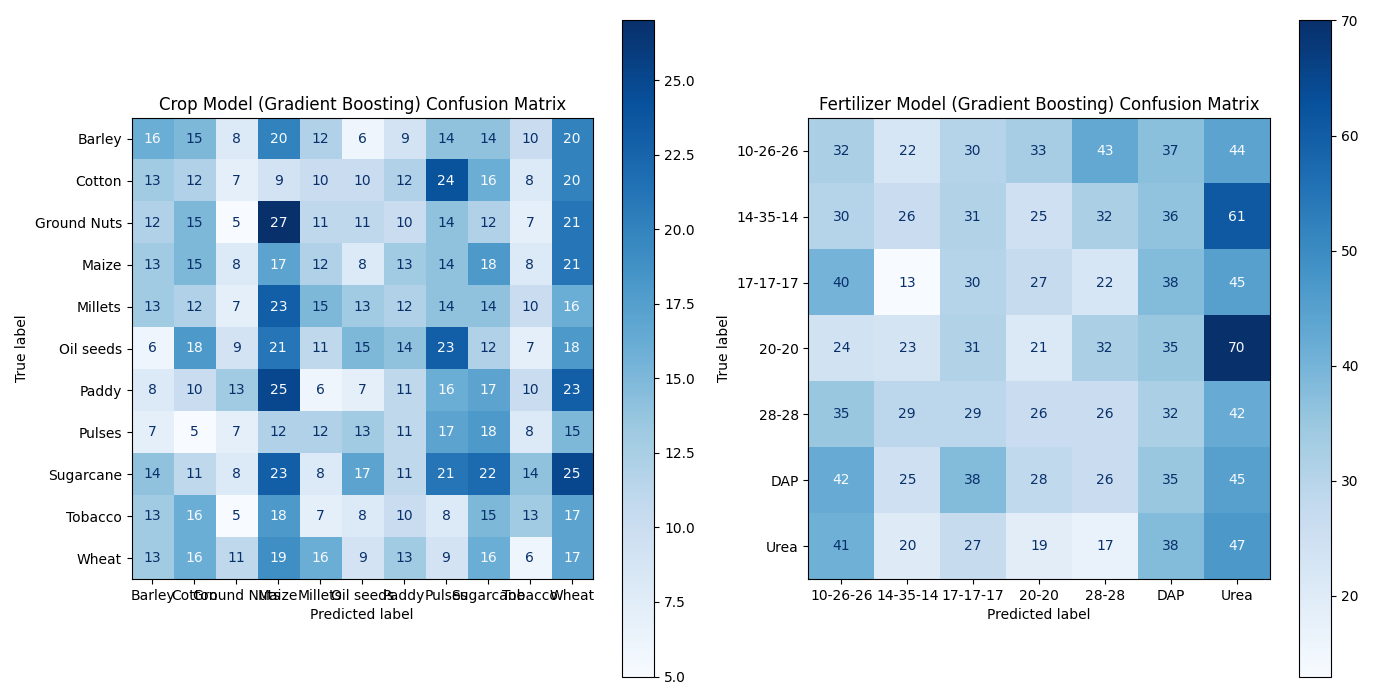 Crop Model (Gradient Boosting) Confusion Matrix
True label
Barley 16 15 8 20 12 6 9 14 14 10 20
Cotton 13 12 7 9 10 10 12 24 16 8 20
Ground Nuts 12 15 5 27 11 11 10 14 12 7 21
Maize 13 15 8 17 12 8 13 14 18 8 21
Millets 13 12 7 23 15 13 12 14 14 10 16
Oil seeds 6 18 9 21 11 15 14 23 12 7 18
Paddy 8 10 13 25 6 7 11 16 17 10 23
Pulses 7 5 7 12 12 13 11 17 18 8 15
Sugarcane 14 11 8 23 8 17 11 21 22 14 25
Tobacco 13 16 5 18 7 8 10 8 15 13 17
Wheat 13 16 11 19 16 9 13 9 16 6 17
Barley Cotton Ground Nuts Maize Millets Oil seeds Paddy Pulses Sugarcane Tobacco Wheat
Predicted label
25.0
22.5
20.0
17.5
15.0
12.5
10.0
7.5
5.0
Fertilizer Model (Gradient Boosting) Confusion Matrix
True label
10-26-26 32 22 30 33 43 37 44
14-35-14 30 26 31 25 32 36 61
17-17-17 40 13 30 27 22 38 45
20-20 24 23 31 21 32 35 70
28-28 35 29 29 26 26 32 42
DAP 42 25 38 28 26 35 45
Urea 41 20 27 19 17 38 47
10-26-26 14-35-14 17-17-17 20-20 28-28 DAP Urea
Predicted label
70
60
50
40
30
20